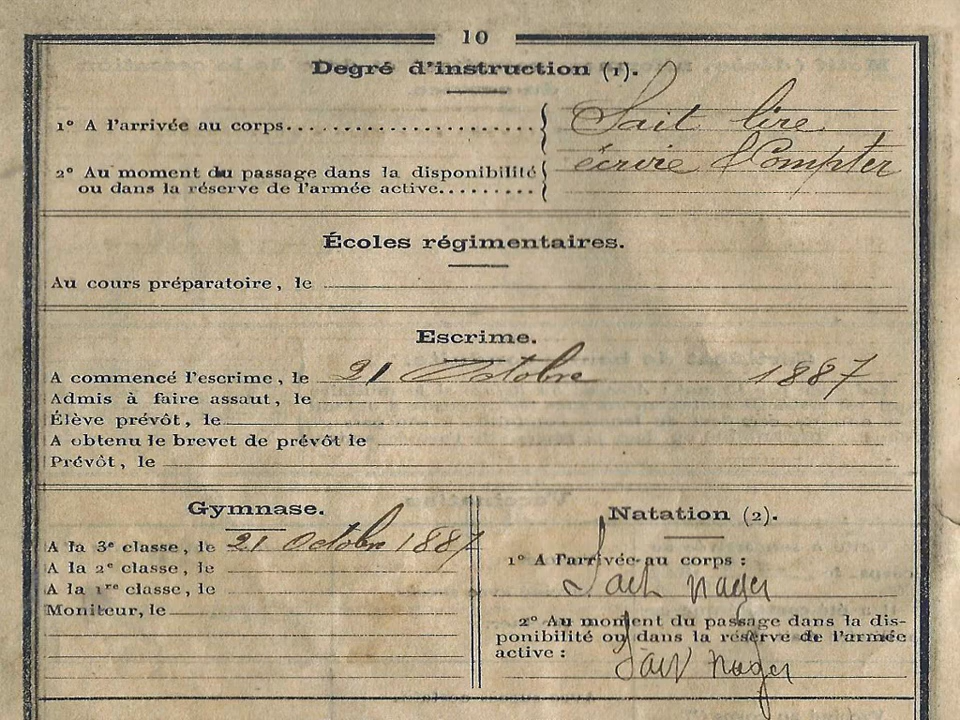 10
Degré d'instruction (1).
1° A l'arrivée au corps........................ Sait lire
écrire & Compter
2° Au moment du passage dans la disponibilité
ou dans la réserve de l'armée active.........
Écoles régimentaires.
Au cours préparatoire, le
Escrime.
A commencé l'escrime, le 21 Octobre 1887
Admis à faire assaut, le
Élève prévôt, le
A obtenu le brevet de prévôt le
Prévôt, le
Gymnase.
A la 3e classe, le 21 Octobre 1887
A la 2e classe, le
A la 1re classe, le
Moniteur, le
Natation (2).
1° A l'arrivée au corps :
Sait nager
2° Au moment du passage dans la dis-
ponibilité ou dans la réserve de l'armée
active :
Sait nager